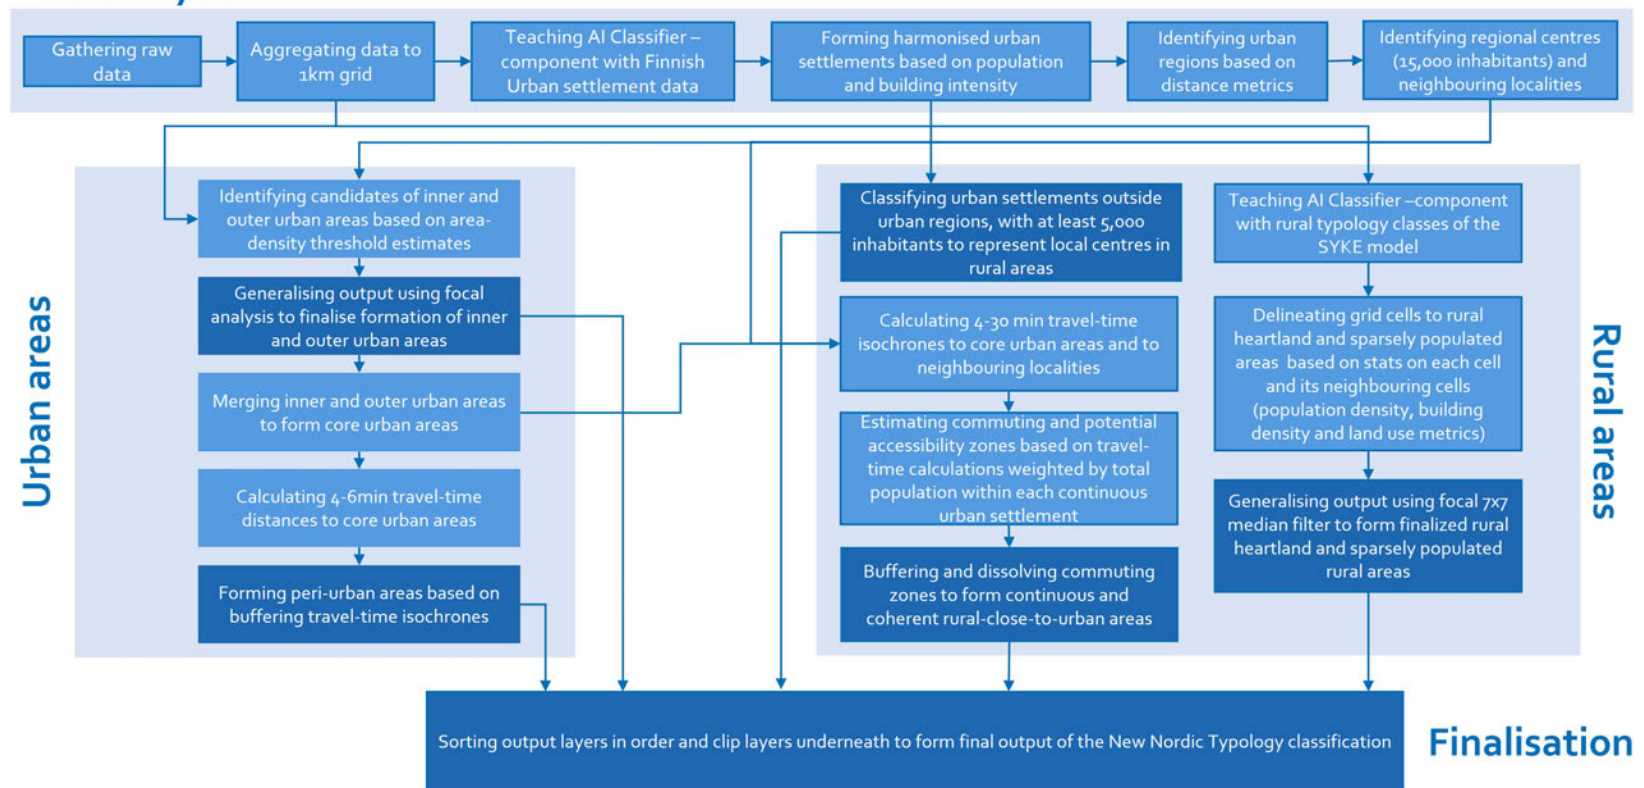 Gathering raw
data
Aggregating data to
1km grid
Teaching AI Classifier –
component with Finnish
Urban settlement data
Forming harmonised urban
settlements based on population
and building intensity
Identifying urban
regions based on
distance metrics
Identifying regional centres
(15,000 inhabitants) and
neighbouring localities
Urban areas
Identifying candidates of inner and
outer urban areas based on area-
density threshold estimates
Generalising output using focal
analysis to finalise formation of inner
and outer urban areas
Merging inner and outer urban areas
to form core urban areas
Calculating 4-6min travel-time
distances to core urban areas
Forming peri-urban areas based on
buffering travel-time isochrones
Classifying urban settlements outside
urban regions, with at least 5,000
inhabitants to represent local centres in
rural areas
Calculating 4-30 min travel-time
isochrones to core urban areas and to
neighbouring localities
Estimating commuting and potential
accessibility zones based on travel-
time calculations weighted by total
population within each continuous
urban settlement
Buffering and dissolving commuting
zones to form continuous and
coherent rural-close-to-urban areas
Teaching AI Classifier –component
with rural typology classes of the
SYKE model
Delineating grid cells to rural
heartland and sparsely populated
areas based on stats on each cell
and its neighbouring cells
(population density, building
density and land use metrics)
Generalising output using focal 7x7
median filter to form finalized rural
heartland and sparsely populated
rural areas
Rural areas
Sorting output layers in order and clip layers underneath to form final output of the New Nordic Typology classification
Finalisation